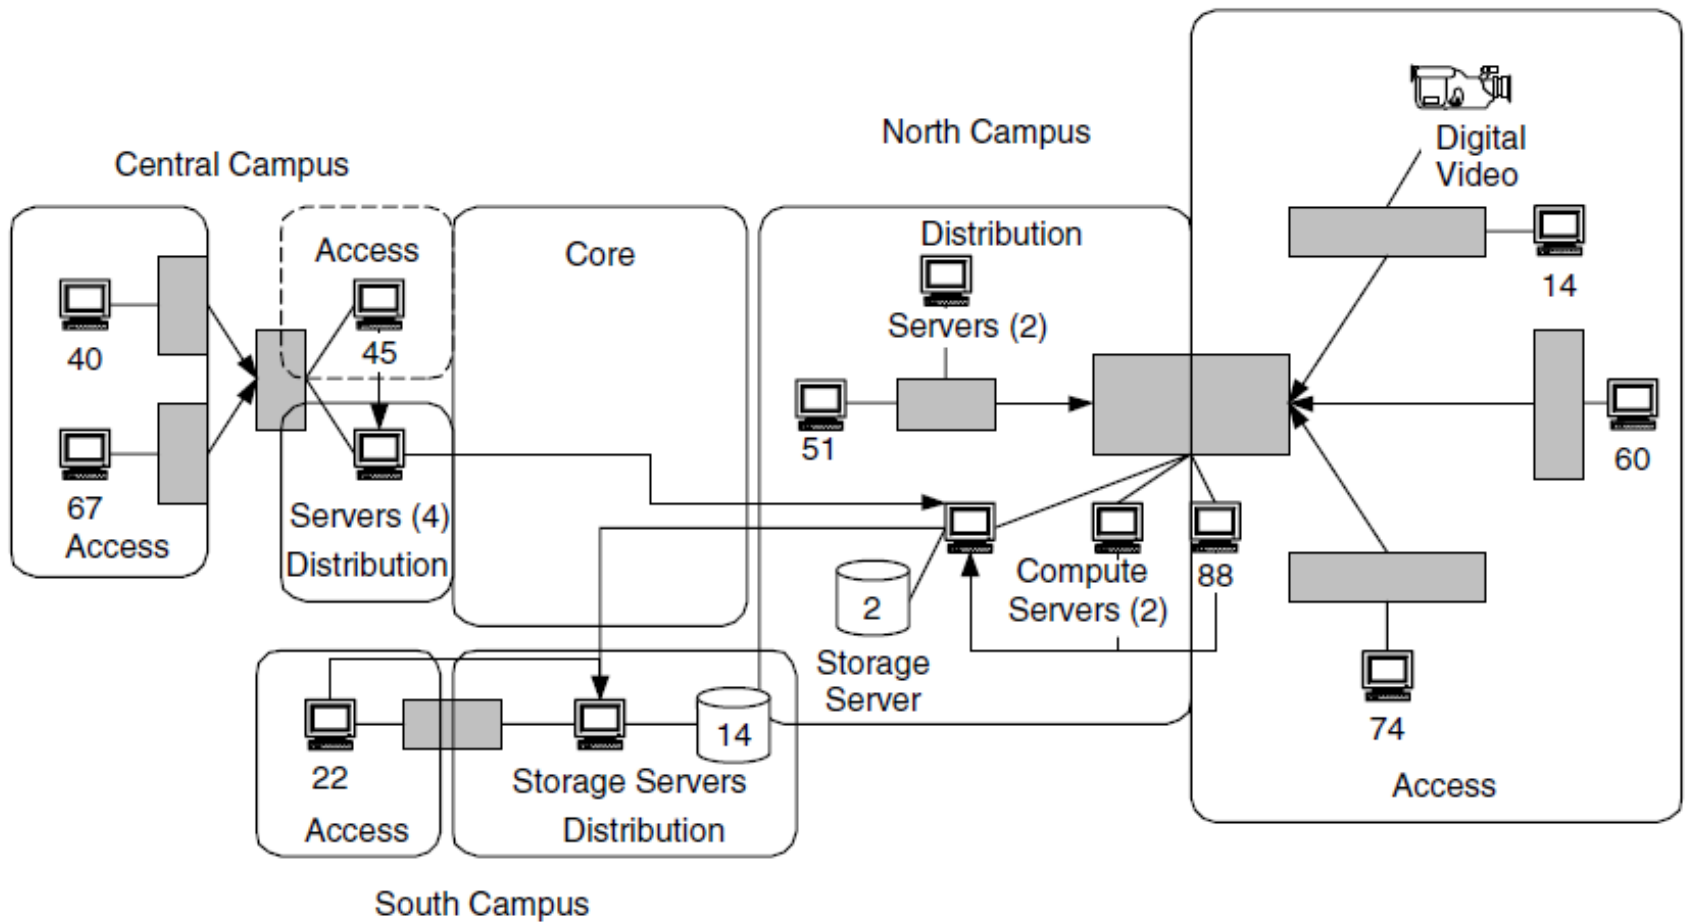 North Campus
Central Campus
Digital
Video
14
Access
Core
Distribution
Servers (2)
40
45
51
60
67
Access
Servers (4)
Distribution
2
Compute
Servers (2)
88
Storage
Server
74
Access
14
22
Storage Servers
Access
Distribution
South Campus